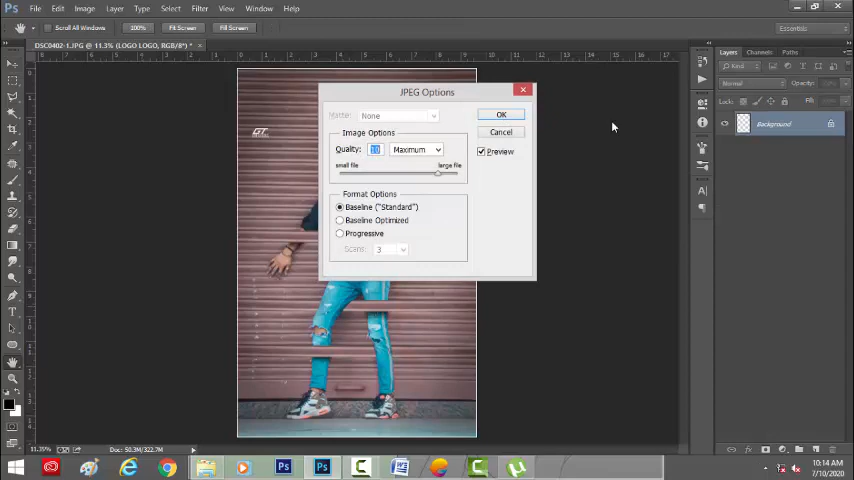 Ps File Edit Image Layer Type Select Filter View Window Help
Scroll All Windows 100% Fit Screen Fill Screen Essentials
DSC0402-1.JPG @ 11.3% (LOGO LOGO, RGB/8*) * ×
Layers Channels Paths
Kind
Normal Opacity:
Lock: Fill:
Background
JPEG Options
Matte: None
OK
Cancel
Preview
Image Options
Quality: 10 Maximum
small file large file
Format Options
Baseline ("Standard")
Baseline Optimized
Progressive
Scans: 3
GT
11.35% Doc: 50.3M/322.7M
10:14 AM
7/10/2020